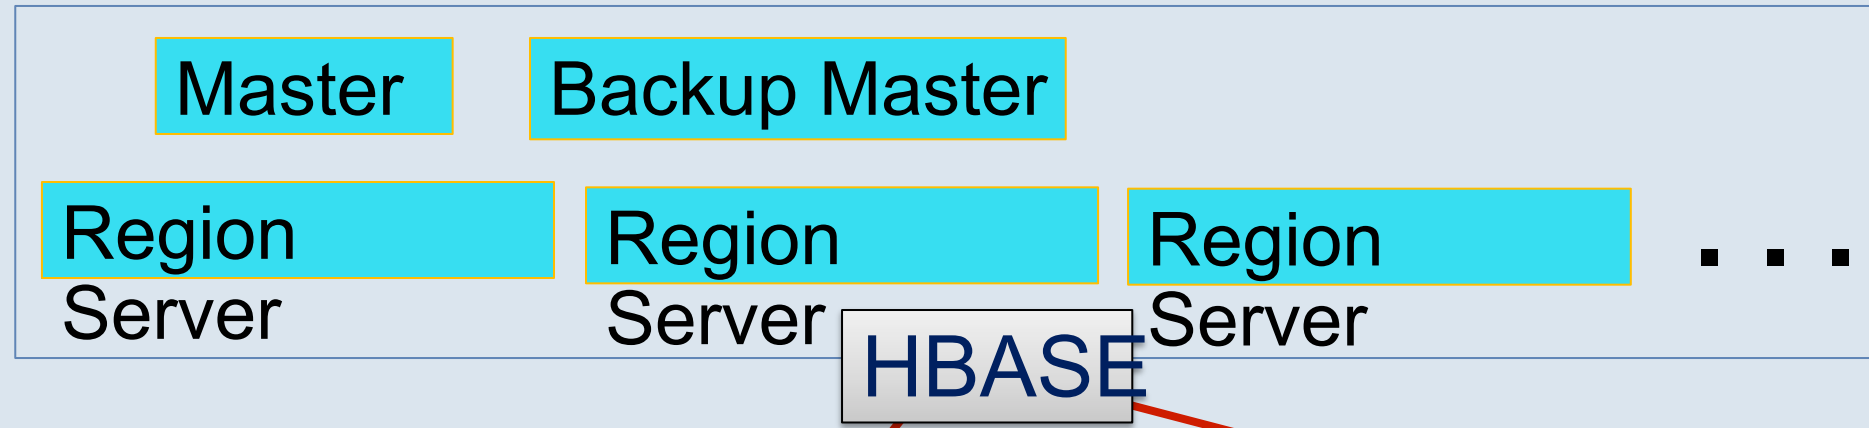 Master
Backup Master
Region
Server
Region
Server
Region
Server
. . .
HBASE